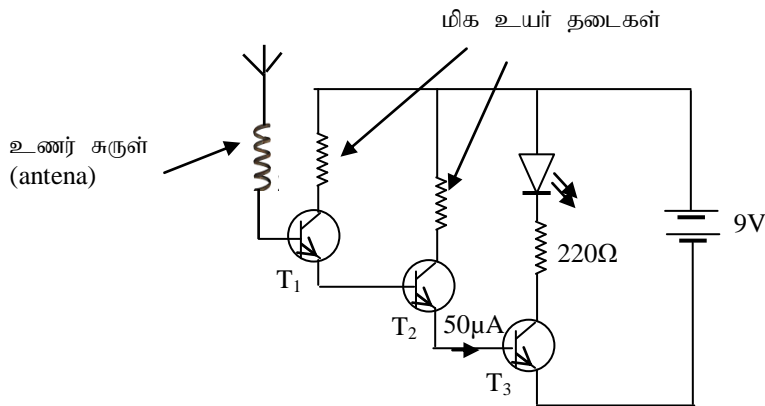 மிக உயர் தடைகள்
உணர் சுருள்
(antena)
T₁
T₂
50µA
T₃
220Ω
9V